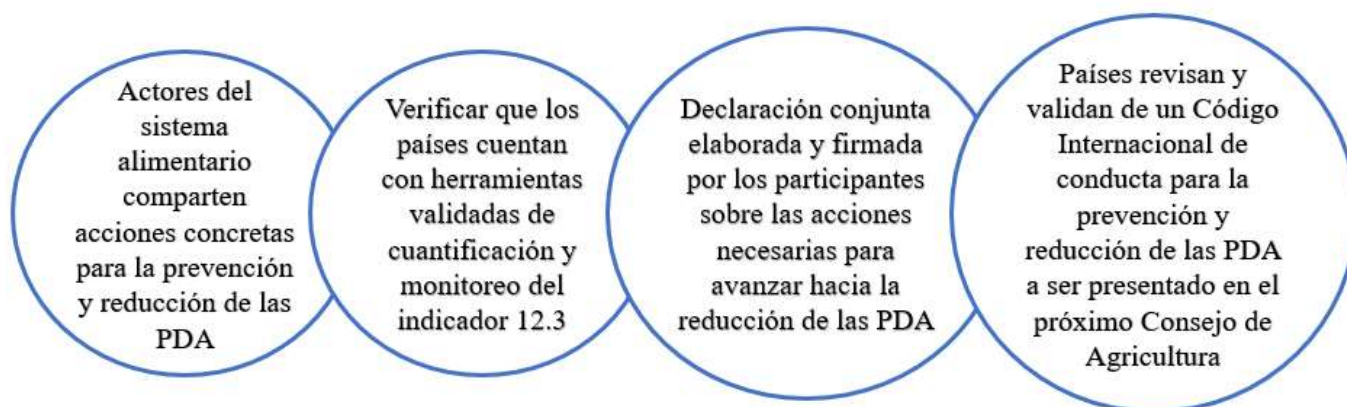 Actores del
sistema
alimentario
comparten
acciones concretas
para la prevención
y reducción de las
PDA
Verificar que los
países cuentan
con herramientas
validadas de
cuantificación y
monitoreo del
indicador 12.3
Declaración conjunta
elaborada y firmada
por los participantes
sobre las acciones
necesarias para
avanzar hacia la
reducción de las PDA
Países revisan y
validan de un Código
Internacional de
conducta para la
prevención y
reducción de las PDA
a ser presentado en el
próximo Consejo de
Agricultura